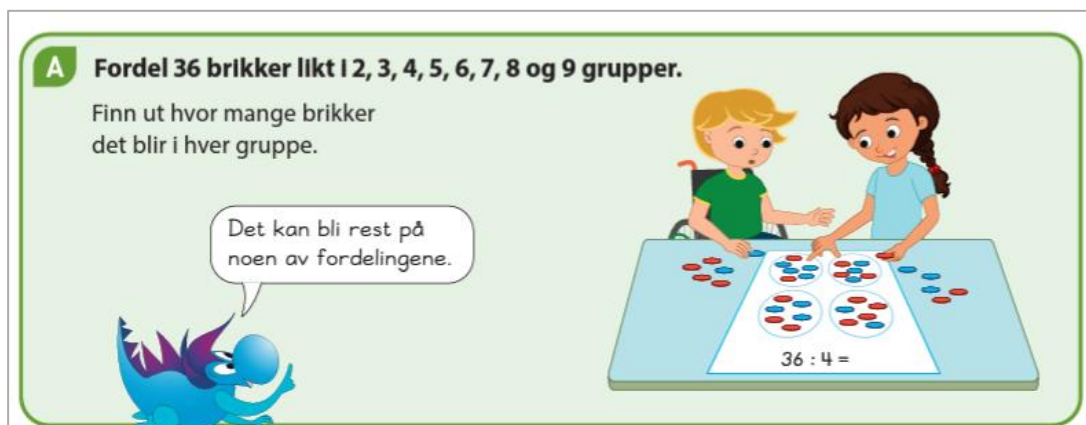 A
Fordel 36 brikker likt i 2, 3, 4, 5, 6, 7, 8 og 9 grupper.
Finn ut hvor mange brikker
det blir i hver gruppe.
Det kan bli rest på
noen av fordelingene.
36 : 4 =